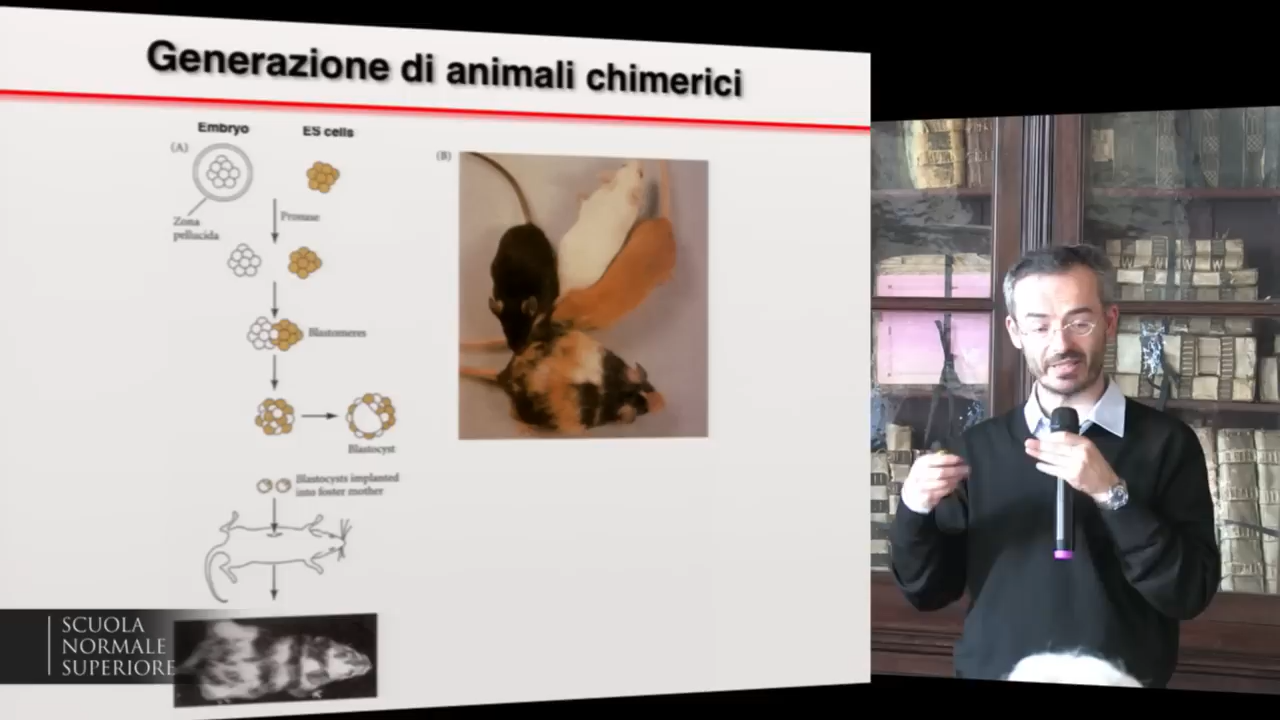 Generazione di animali chimerici
Embryo
ES cells
(A)
(B)
Zona
pellucida
Pronase
Blastomeres
Blastocyst
Blastocysts implanted
into foster mother
SCUOLA
NORMALE
SUPERIORE